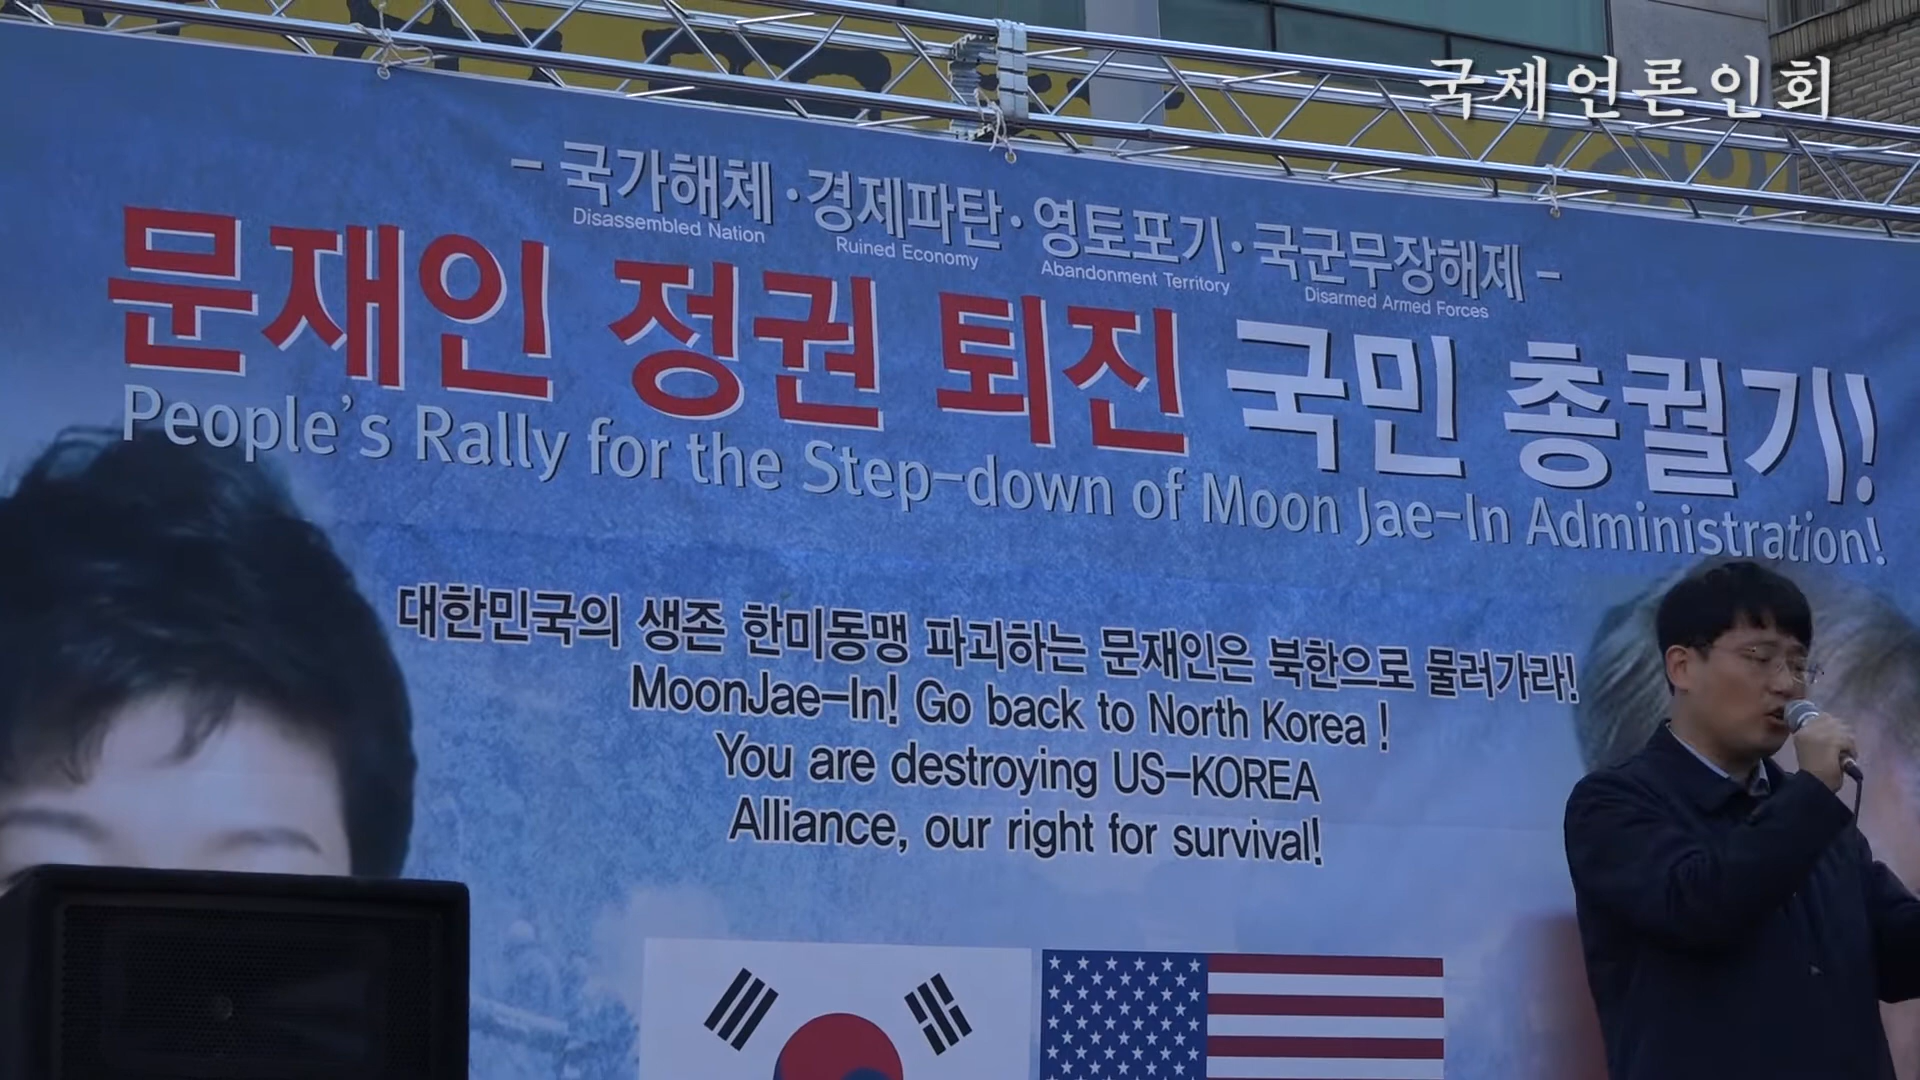 국제언론인회
- 국가해체 · 경제파탄 · 영토포기 · 국군무장해제 -
Disassembled Nation Ruined Economy Abandonment Territory Disarmed Armed Forces
문재인 정권 퇴진 국민 총궐기!
People's Rally for the Step-down of Moon Jae-In Administration!
대한민국의 생존 한미동맹 파괴하는 문재인은 북한으로 물러가라!
MoonJae-In! Go back to North Korea !
You are destroying US-KOREA
Alliance, our right for survival!